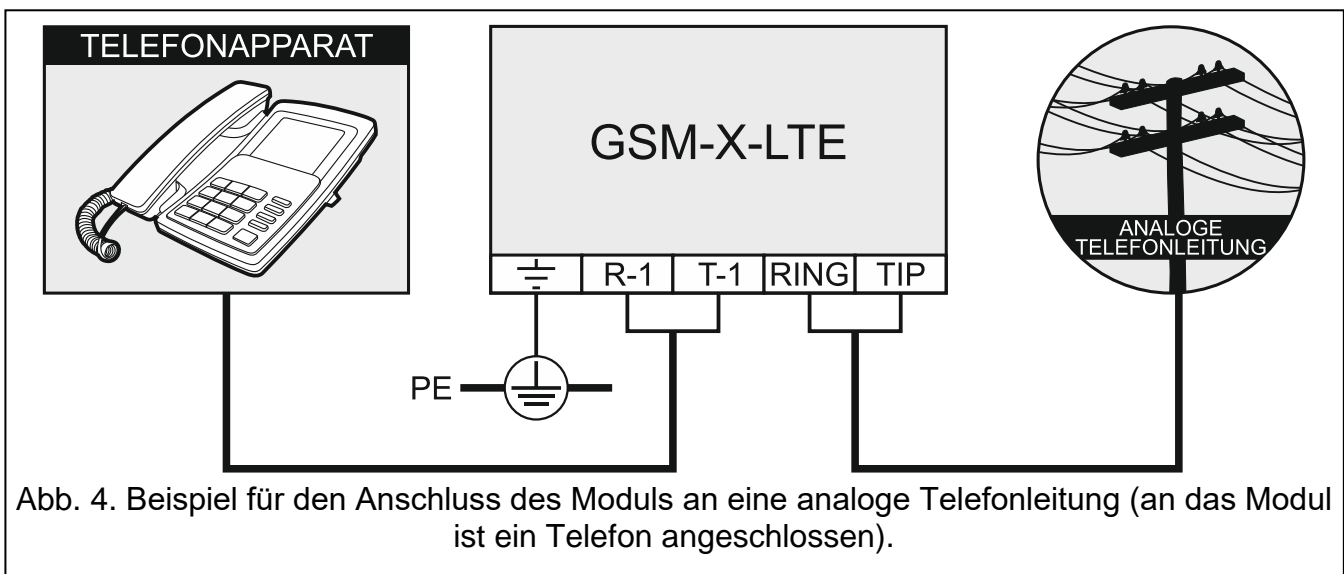 TELEFONAPPARAT
GSM-X-LTE
ANALOGE
TELEFONLEITUNG
R-1 T-1 RING TIP
PE
Abb. 4. Beispiel für den Anschluss des Moduls an eine analoge Telefonleitung (an das Modul
ist ein Telefon angeschlossen).